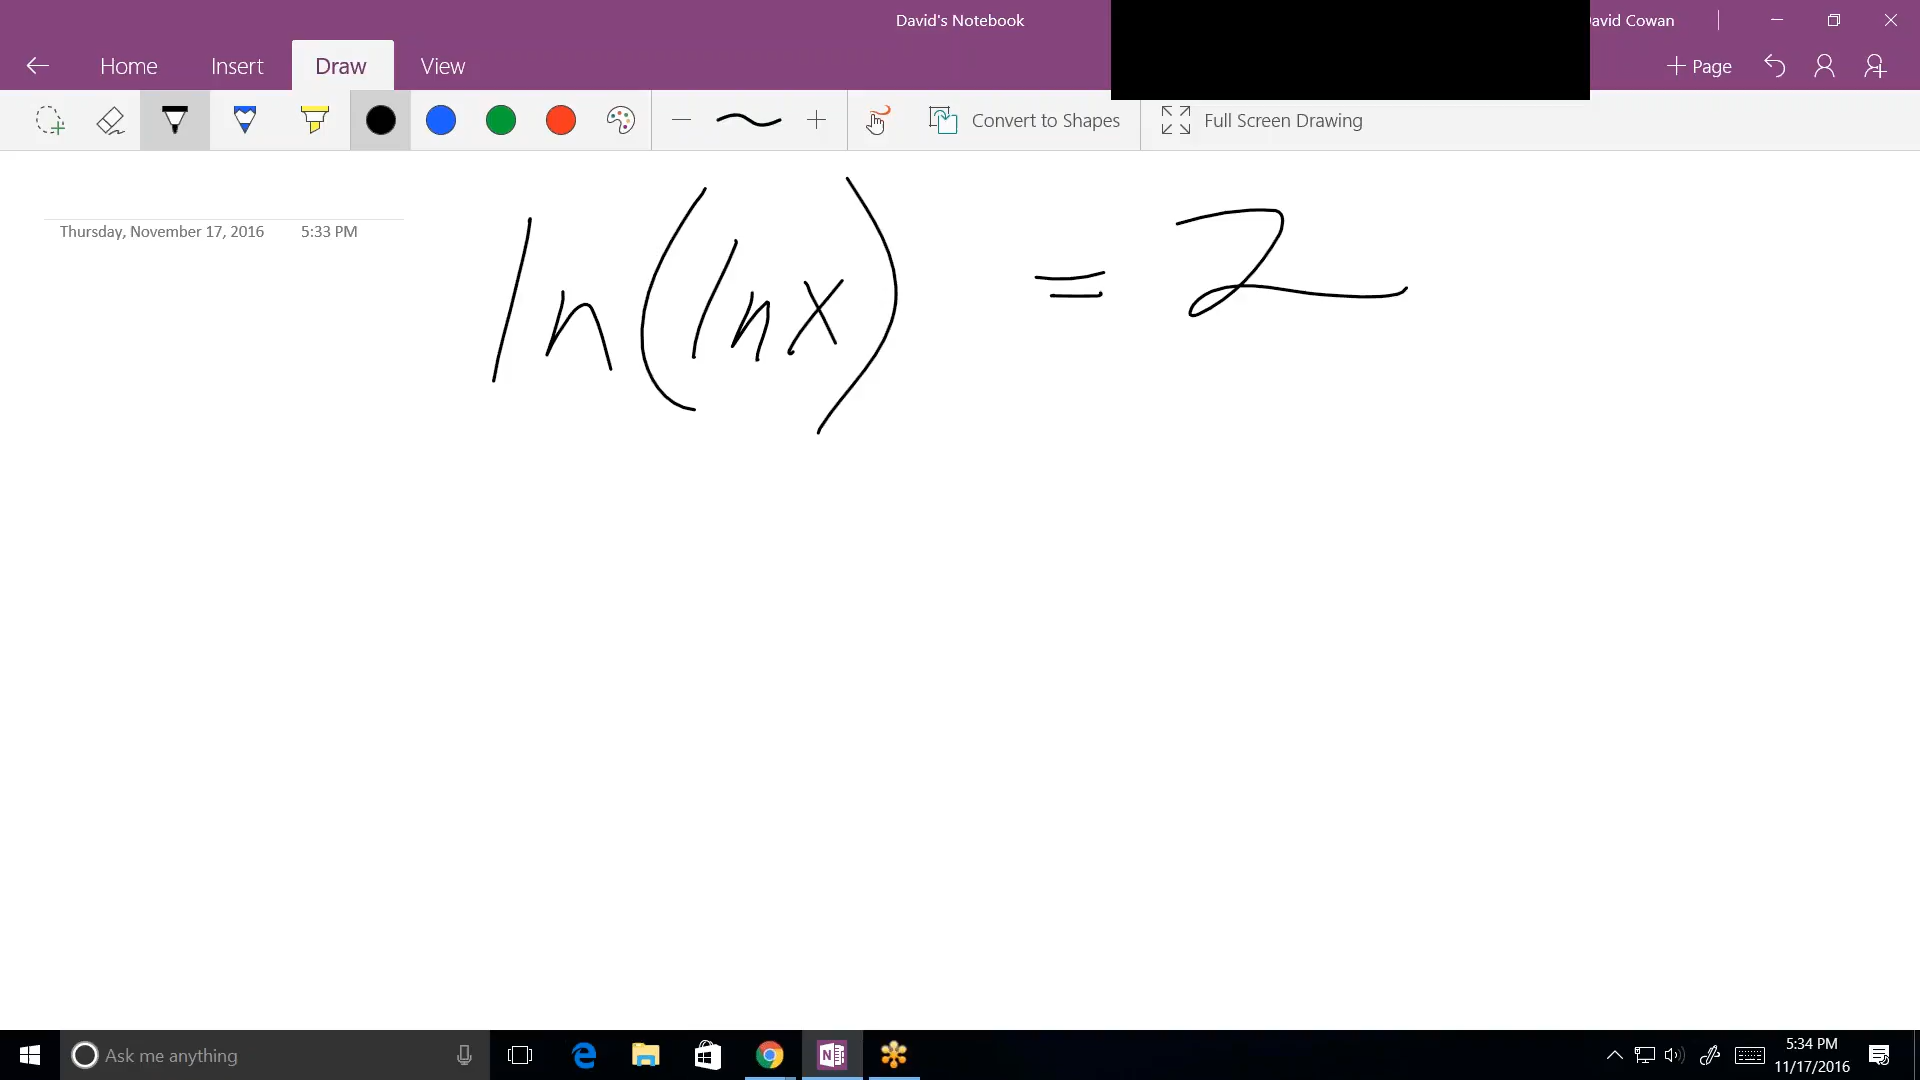 David's Notebook
avid Cowan
Home Insert Draw View
Page
Convert to Shapes Full Screen Drawing
Thursday, November 17, 2016 5:33 PM
ln(lnx) = 2
Ask me anything
N
5:34 PM
11/17/2016